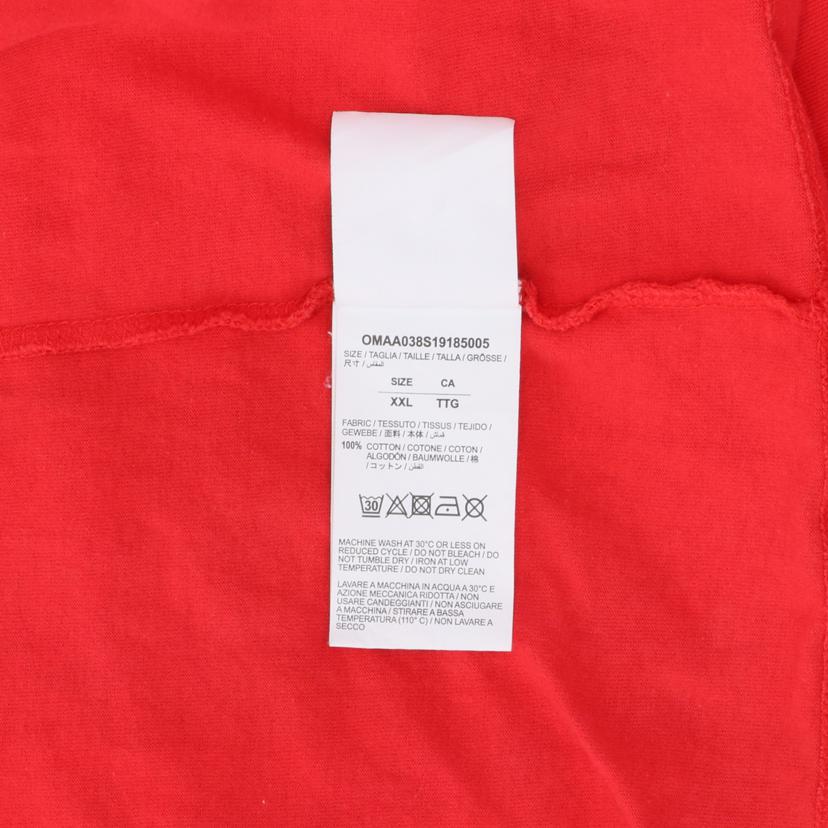 OMAA038S19185005
SIZE / TAGLIA / TAILLE / TALLA / GRÖSSE /
尺寸 / المقاس
SIZE CA
XXL TTG
FABRIC / TESSUTO / TISSUS / TEJIDO /
GEWEBE / 面料 / 本体 / قماش
100% COTTON / COTONE / COTON /
ALGODÓN / BAUMWOLLE / 棉
/ コットン / القطن
30
MACHINE WASH AT 30°C OR LESS ON
REDUCED CYCLE / DO NOT BLEACH / DO
NOT TUMBLE DRY / IRON AT LOW
TEMPERATURE / DO NOT DRY CLEAN
LAVARE A MACCHINA IN ACQUA A 30°C E
AZIONE MECCANICA RIDOTTA / NON
USARE CANDEGGIANTI / NON ASCIUGARE
A MACCHINA / STIRARE A BASSA
TEMPERATURA (110° C) / NON LAVARE A
SECCO